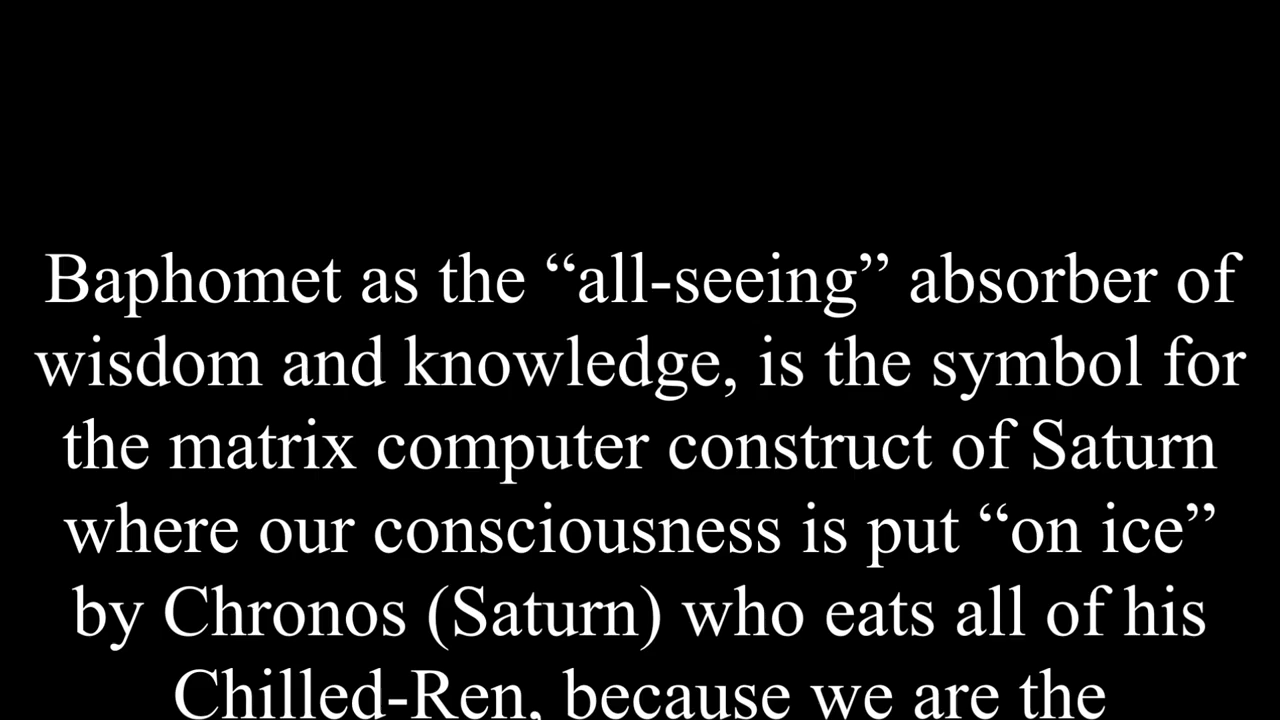 Baphomet as the “all-seeing” absorber of
wisdom and knowledge, is the symbol for
the matrix computer construct of Saturn
where our consciousness is put “on ice”
by Chronos (Saturn) who eats all of his
Chilled-Ren, because we are the